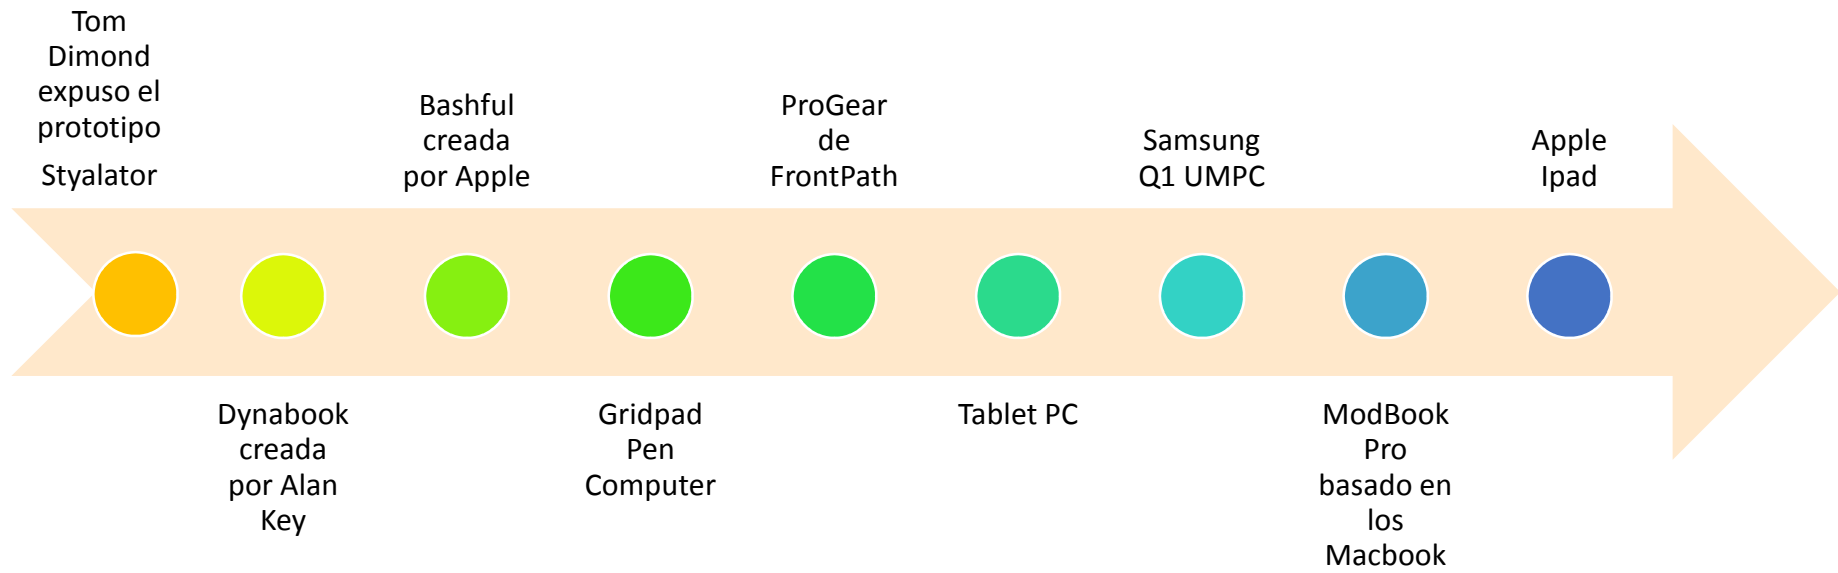 Tom
Dimond
expuso el
prototipo
Styalator
Dynabook
creada
por Alan
Key
Bashful
creada
por Apple
Gridpad
Pen
Computer
ProGear
de
FrontPath
Tablet PC
Samsung
Q1 UMPC
ModBook
Pro
basado en
los
Macbook
Apple
Ipad